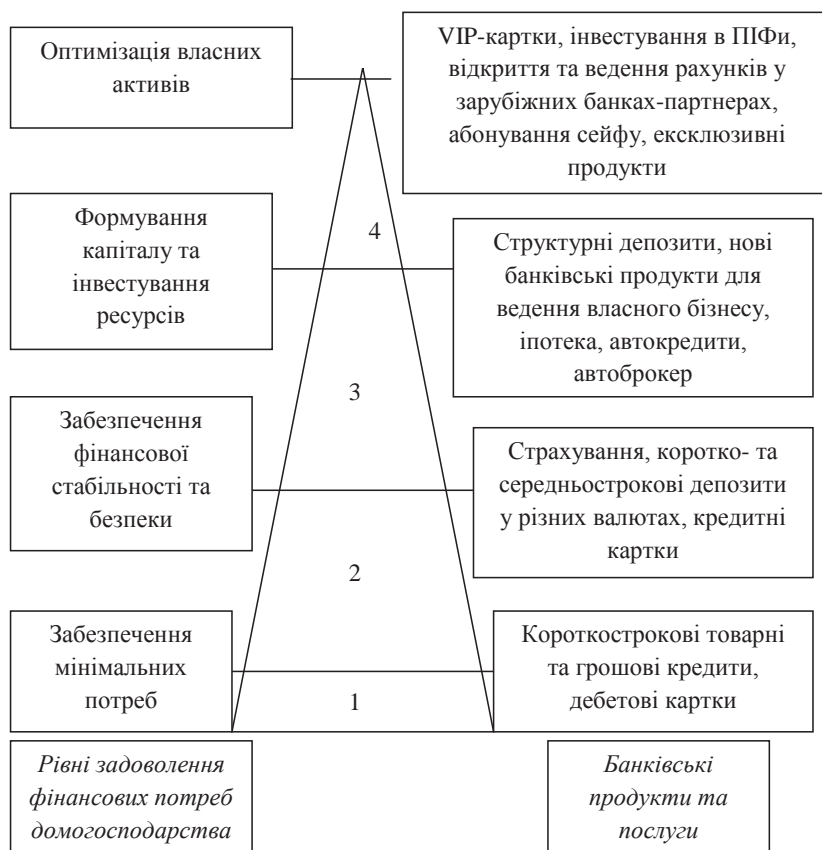 Оптимізація власних
активів
VIP-картки, інвестування в ПІФи,
відкриття та ведення рахунків у
зарубіжних банках-партнерах,
абонування сейфу, ексклюзивні
продукти
Формування
капіталу та
інвестування
ресурсів
4
Структурні депозити, нові
банківські продукти для
ведення власного бізнесу,
іпотека, автокредити,
автоброкер
3
Забезпечення
фінансової
стабільності та
безпеки
Страхування, коротко- та
середньострокові депозити
у різних валютах, кредитні
картки
2
Забезпечення
мінімальних
потреб
Короткострокові товарні
та грошові кредити,
дебетові картки
1
Рівні задоволення
фінансових потреб
домогосподарства
Банківські
продукти та
послуги